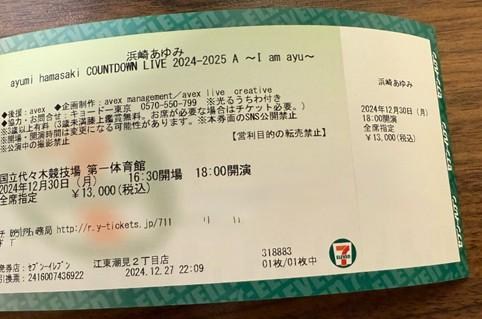 浜崎あゆみ
ayumi hamasaki COUNTDOWN LIVE 2024-2025 A ～I am ayu～
◆後援：avex ◆企画制作：avex management／avex live creative
◆協力・お問合せ：キョードー東京 0570-550-799 ※光るうちわ付き
※3歳以上有料（3歳未満膝上鑑賞無料。お席が必要な場合はチケット必要。）
※開場・開演時間は変更になる可能性があります。※本券面のSNS公開禁止
※公演中の撮影禁止
【営利目的の転売禁止】
国立代々木競技場 第一体育館
2024年12月30日（月） 16:30開場 18:00開演
全席指定 ￥13,000(税込)
http://r.y-tickets.jp/711
発券店：セブン-イレブン 江東潮見２丁目店 318883
引換票：2416007436922 2024.12.27 22:09 01枚/01枚中
7
ELEVEN
浜崎あゆみ
2024年12月30日（月）
18:00開演
全席指定
￥13,000(税込)